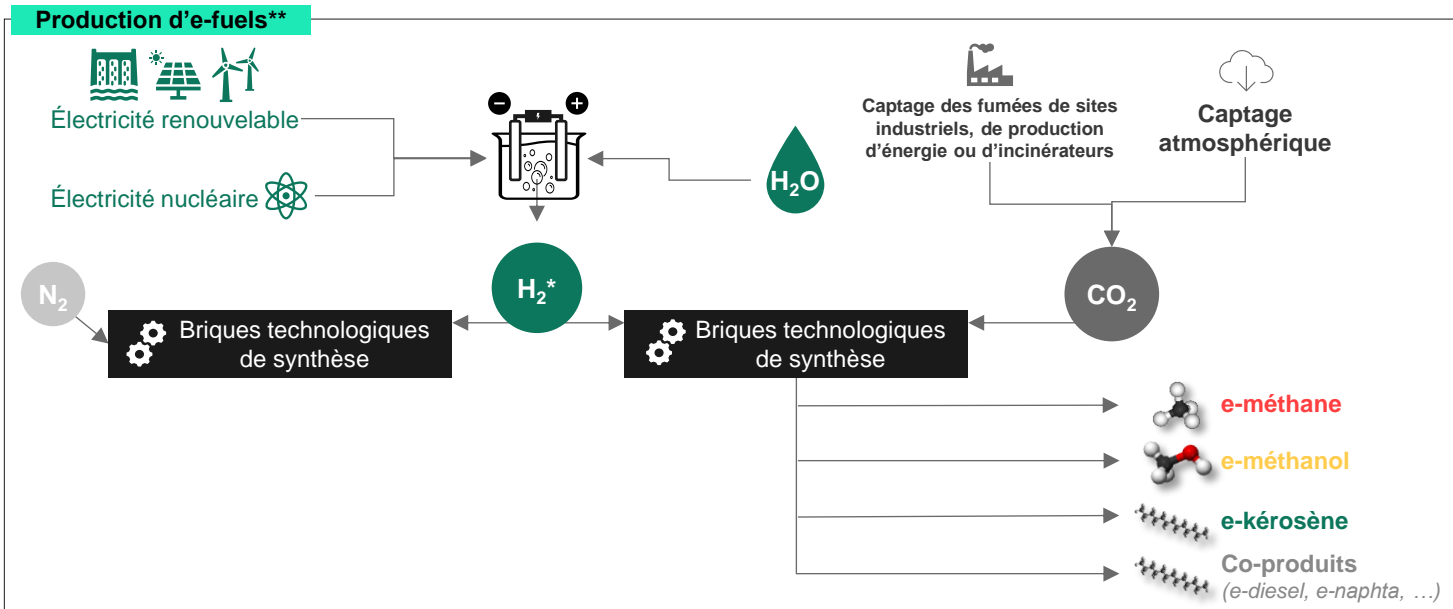 Production d'e-fuels**
Électricité renouvelable
Électricité nucléaire
H₂O
Captage des fumées de sites
industriels, de production
d'énergie ou d'incinérateurs
Captage
atmosphérique
N₂
H₂*
CO₂
Briques technologiques
de synthèse
Briques technologiques
de synthèse
e-méthane
e-méthanol
e-kérosène
Co-produits
(e-diesel, e-naphta, …)